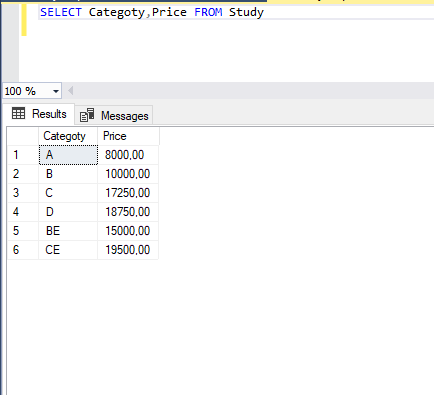 SELECT Categoty,Price FROM Study
100 %
Results Messages
Categoty Price
1 A 8000,00
2 B 10000,00
3 C 17250,00
4 D 18750,00
5 BE 15000,00
6 CE 19500,00